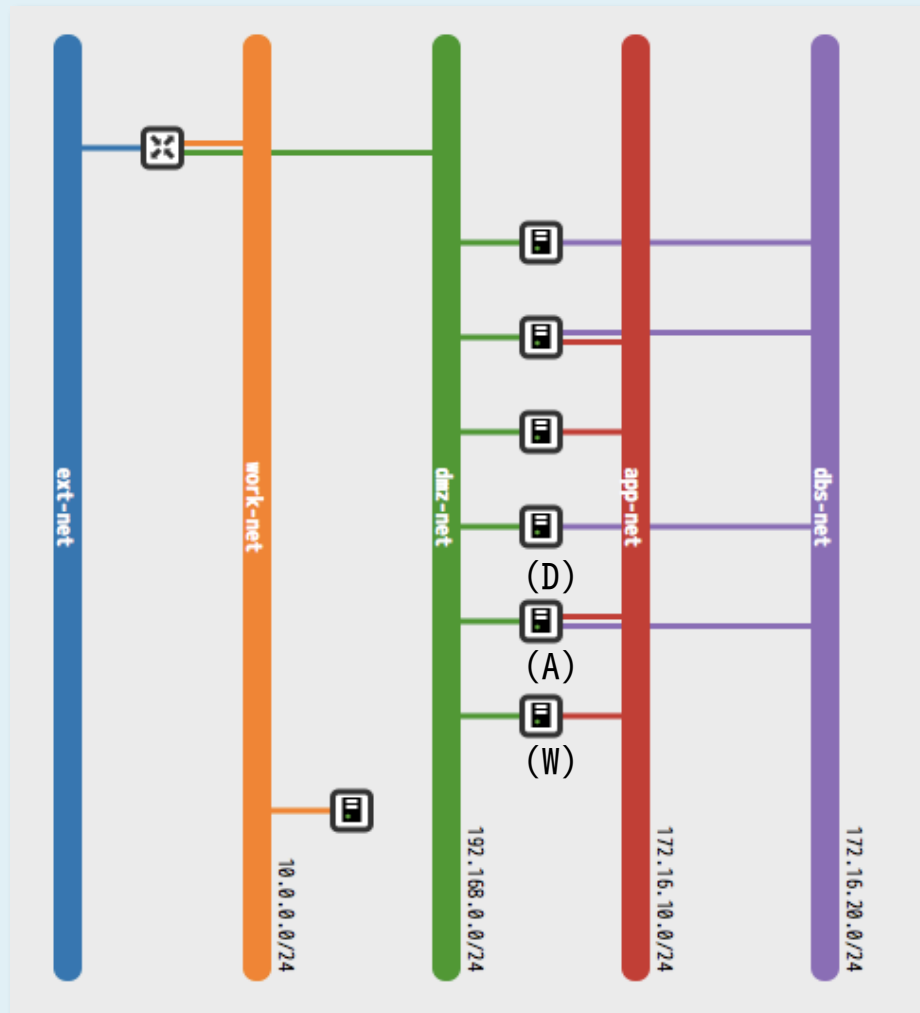 ext-net
work-net
dmz-net
app-net
dbs-net
(D)
(A)
(W)
10.0.0.0/24
192.168.0.0/24
172.16.10.0/24
172.16.20.0/24